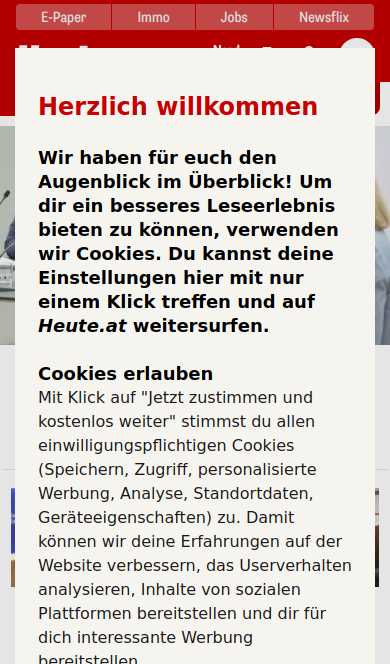 E-Paper Immo Jobs Newsflix
Herzlich willkommen
Wir haben für euch den
Augenblick im Überblick! Um
dir ein besseres Leseerlebnis
bieten zu können, verwenden
wir Cookies. Du kannst deine
Einstellungen hier mit nur
einem Klick treffen und auf
Heute.at weitersurfen.
Cookies erlauben
Mit Klick auf "Jetzt zustimmen und
kostenlos weiter" stimmst du allen
einwilligungspflichtigen Cookies
(Speichern, Zugriff, personalisierte
Werbung, Analyse, Standortdaten,
Geräteeigenschaften) zu. Damit
können wir deine Erfahrungen auf der
Website verbessern, das Userverhalten
analysieren, Inhalte von sozialen
Plattformen bereitstellen und dir für
dich interessante Werbung
bereitstellen